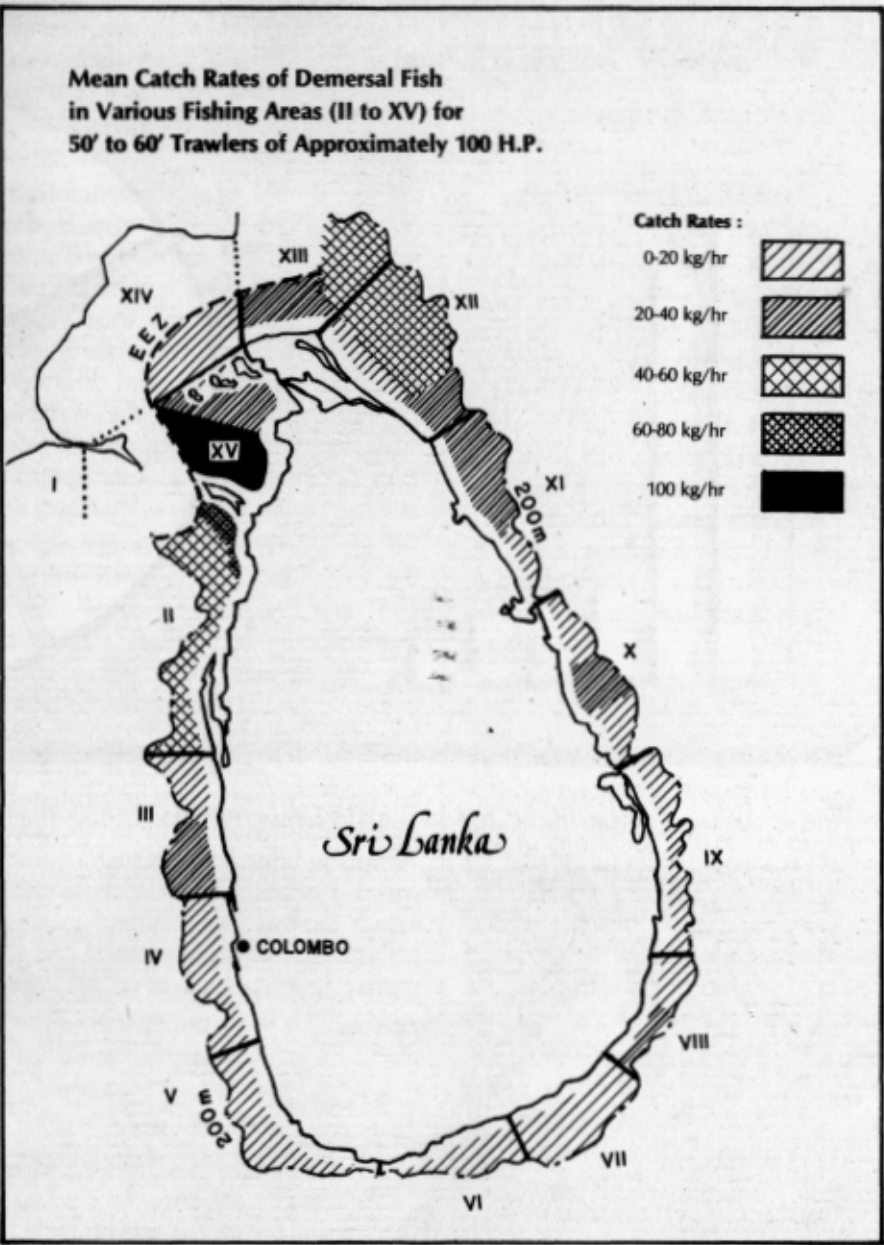 Mean Catch Rates of Demersal Fish
in Various Fishing Areas (II to XV) for
50' to 60' Trawlers of Approximately 100 H.P.
Catch Rates :
0-20 kg/hr
20-40 kg/hr
40-60 kg/hr
60-80 kg/hr
100 kg/hr
XIII
XIV
XII
EEZ
XV
I
XI
200m
II
X
III
Sri Lanka
IX
IV
COLOMBO
VIII
V
200m
VII
VI